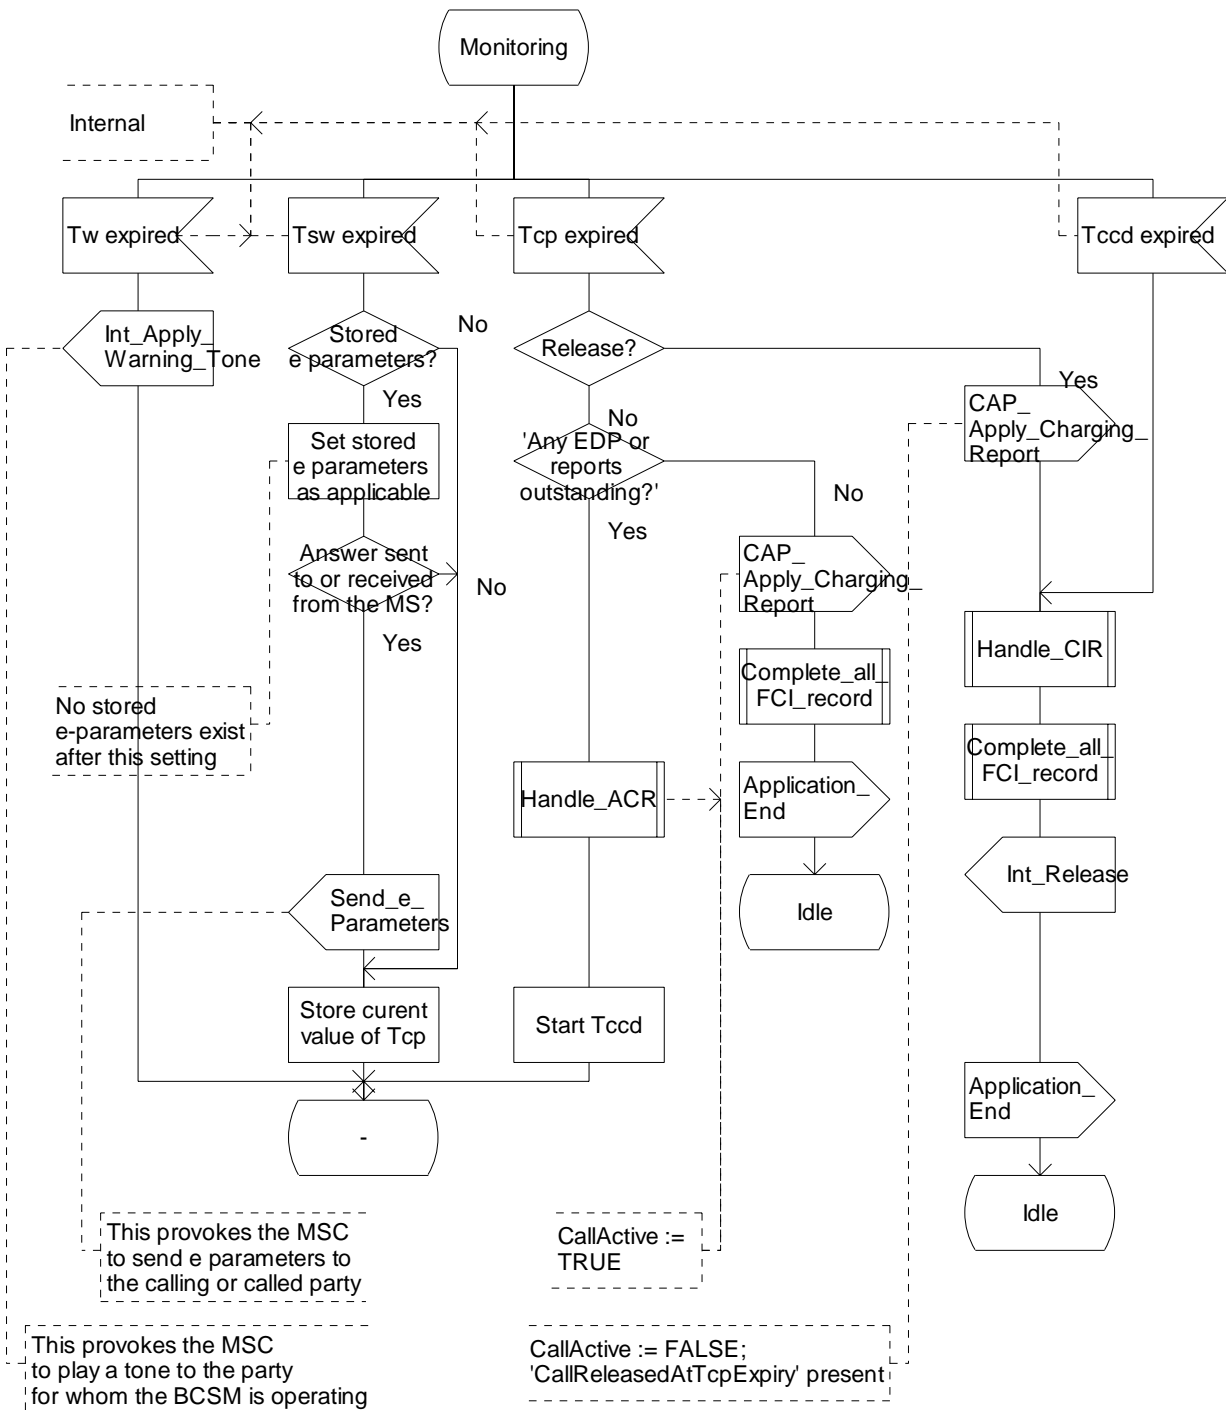 Monitoring
Internal
Tw expired
Tsw expired
Tcp expired
Tccd expired
Int_Apply_
Warning_Tone
Stored
e parameters?
No
Yes
Release?
Yes
No
CAP_
Apply_Charging_
Report
Set stored
e parameters
as applicable
'Any EDP or
reports
outstanding?'
No
Yes
Answer sent
to or received
from the MS?
No
Yes
CAP_
Apply_Charging_
Report
Handle_CIR
Complete_all_
FCI_record
No stored
e-parameters exist
after this setting
Complete_all_
FCI_record
Handle_ACR
Application_
End
Int_Release
Send_e_
Parameters
Idle
Store curent
value of Tcp
Start Tccd
Application_
End
-
Idle
This provokes the MSC
to send e parameters to
the calling or called party
CallActive :=
TRUE
This provokes the MSC
to play a tone to the party
for whom the BCSM is operating
CallActive := FALSE;
'CallReleasedAtTcpExpiry' present